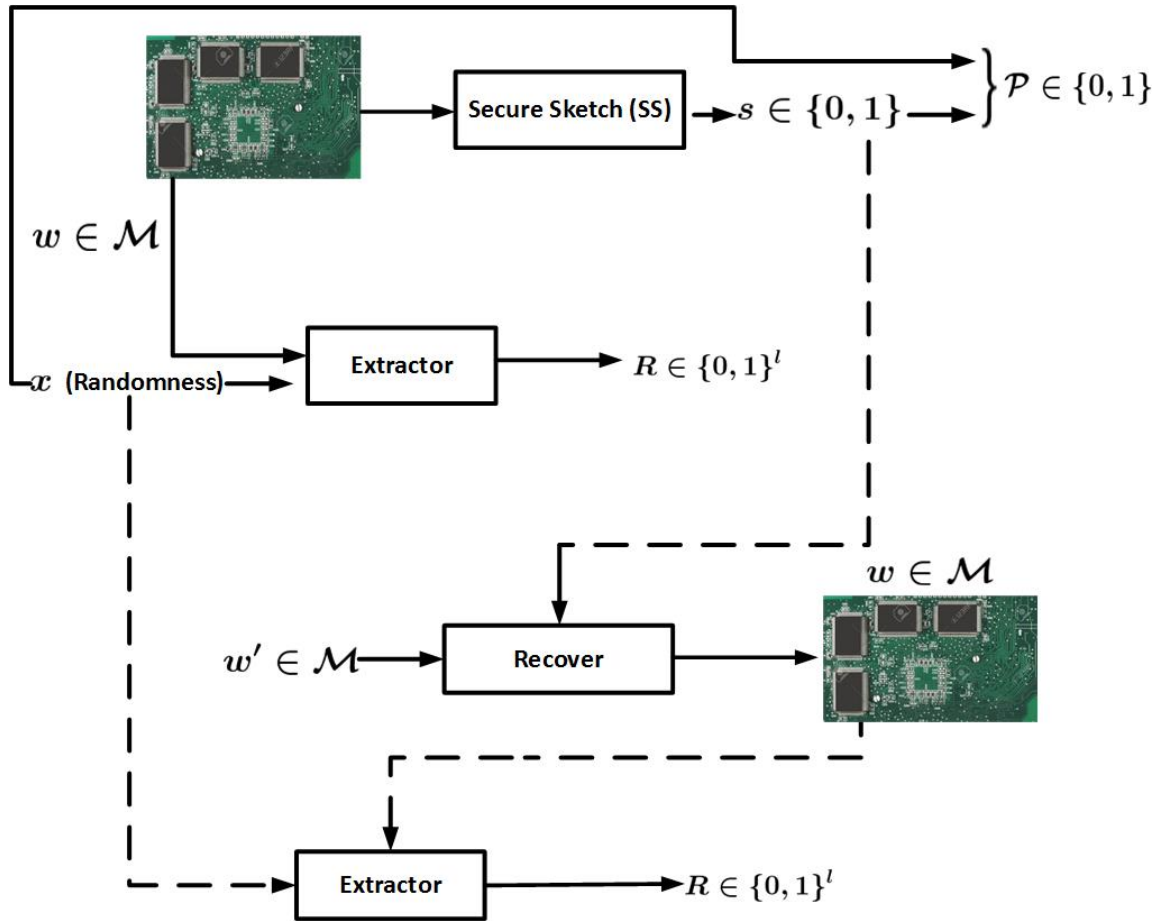 Secure Sketch (SS)
s ∈ {0, 1}
𝒫 ∈ {0, 1}
w ∈ ℳ
Extractor
R ∈ {0, 1}ˡ
x (Randomness)
w ∈ ℳ
w′ ∈ ℳ
Recover
Extractor
R ∈ {0, 1}ˡ